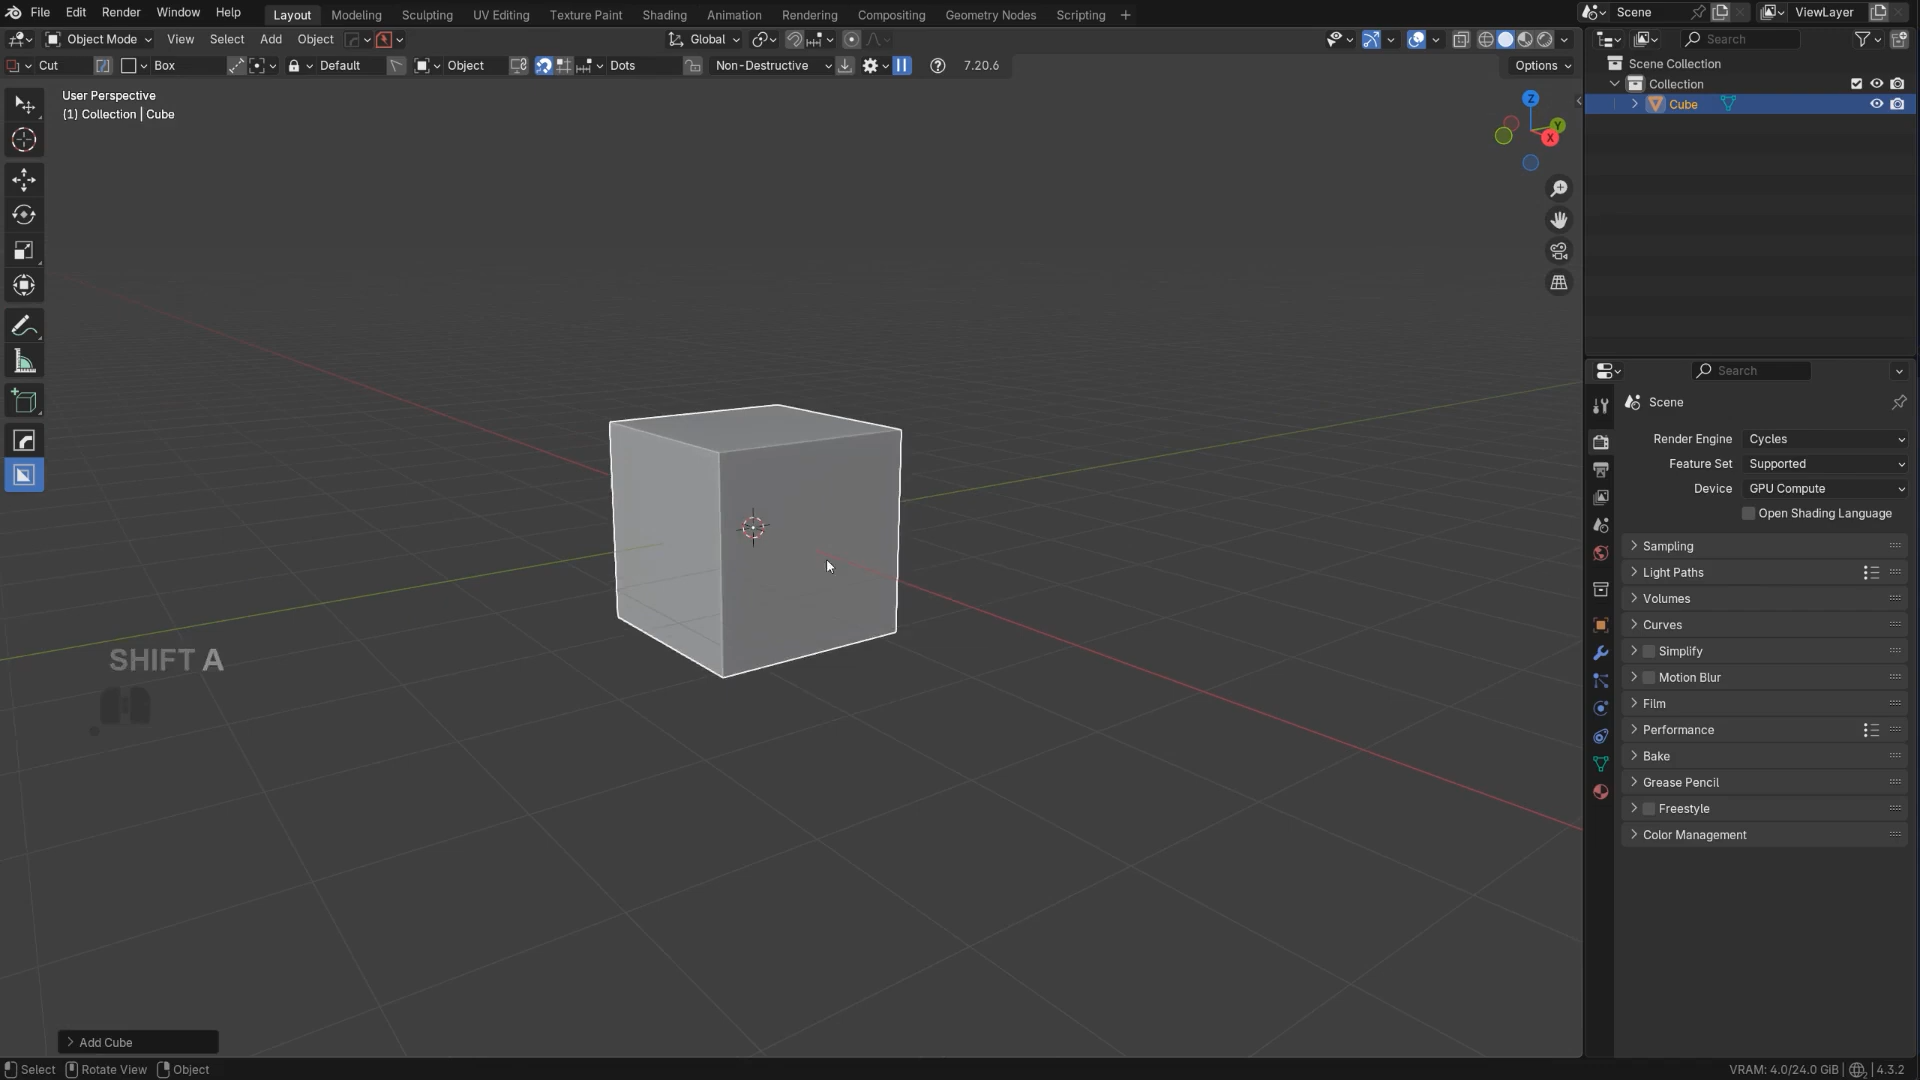 File Edit Render Window Help Layout Modeling Sculpting UV Editing Texture Paint Shading Animation Rendering Compositing Geometry Nodes Scripting + Scene ViewLayer
Object Mode View Select Add Object Global Search
Cut Box Default Object Dots Non-Destructive 7.20.6 Options
User Perspective
(1) Collection | Cube
Z
Y
X
Scene Collection
Collection
Cube
Search
Scene
Render Engine Cycles
Feature Set Supported
Device GPU Compute
Open Shading Language
Sampling
Light Paths
Volumes
Curves
Simplify
Motion Blur
Film
Performance
Bake
Grease Pencil
Freestyle
Color Management
SHIFT A
Add Cube
Select Rotate View Object VRAM: 4.0/24.0 GiB 4.3.2